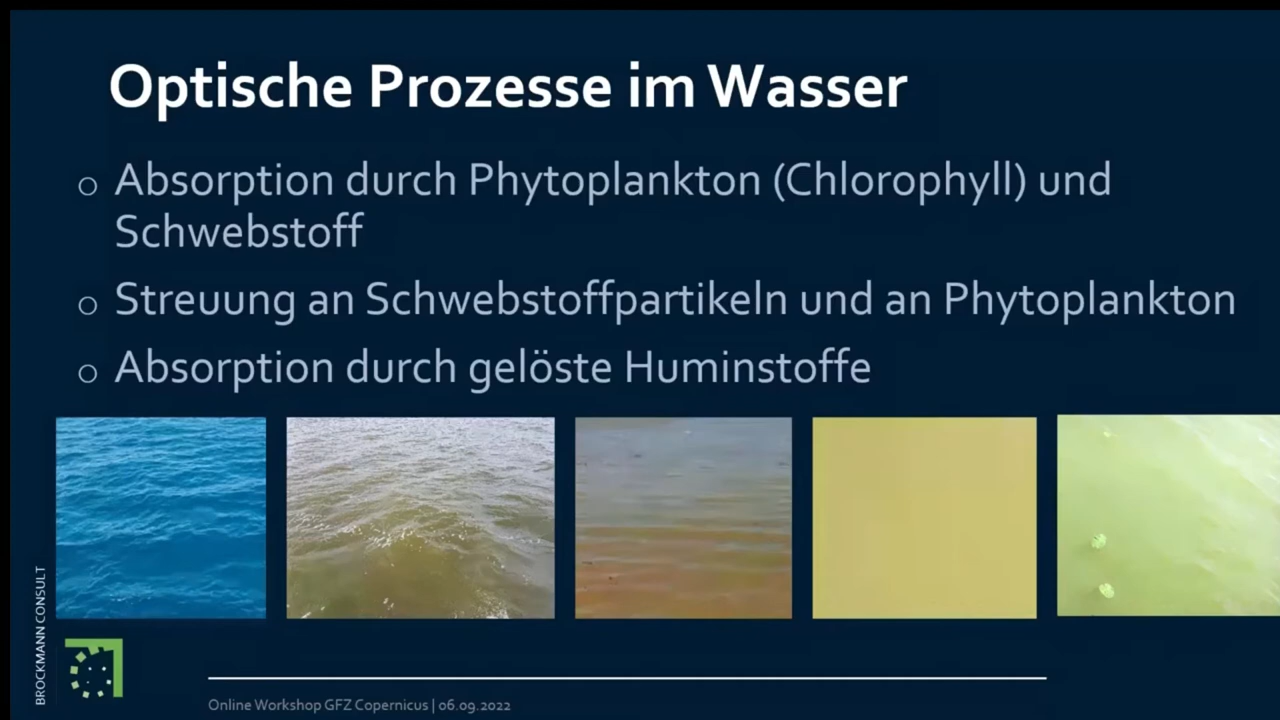 Optische Prozesse im Wasser
o Absorption durch Phytoplankton (Chlorophyll) und
Schwebstoff
o Streuung an Schwebstoffpartikeln und an Phytoplankton
o Absorption durch gelöste Huminstoffe
BROCKMANN CONSULT
Online Workshop GFZ Copernicus | 06.09.2022